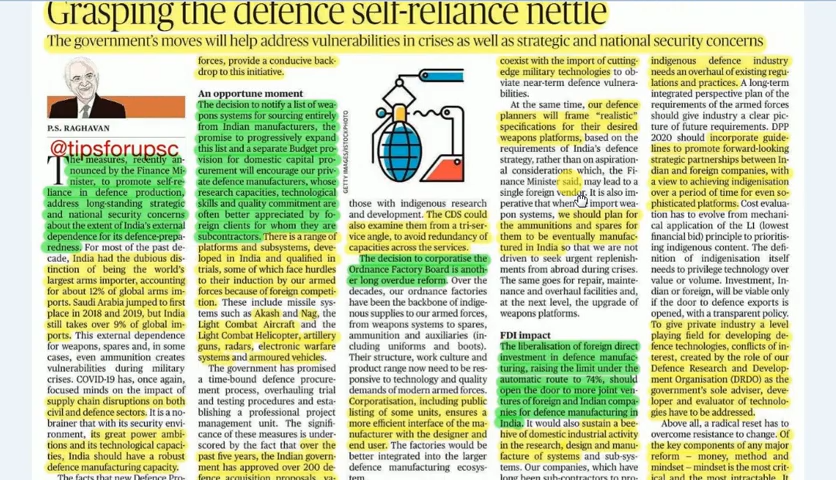 Grasping the defence self-reliance nettle
The government's moves will help address vulnerabilities in crises as well as strategic and national security concerns
P.S. RAGHAVAN
@tipsforupsc
The measures, recently an-
nounced by the Finance Mi-
nister, to promote self-re-
liance in defence production,
address long-standing strategic
and national security concerns
about the extent of India's external
dependence for its defence-prepa-
redness. For most of the past de-
cade, India had the dubious dis-
tinction of being the world's
largest arms importer, accounting
for about 12% of global arms im-
ports. Saudi Arabia jumped to first
place in 2018 and 2019, but India
still takes over 9% of global im-
ports. This external dependence
for weapons, spares and, in some
cases, even ammunition creates
vulnerabilities during military
crises. COVID-19 has, once again,
focused minds on the impact of
supply chain disruptions on both
civil and defence sectors. It is a no-
brainer that with its security envi-
ronment, its great power ambi-
tions and its technological capaci-
ties, India should have a robust
defence manufacturing capacity.
The facts that new Defence Pro-
forces, provide a conducive back-
drop to this initiative.
An opportune moment
The decision to notify a list of wea-
pons systems for sourcing entirely
from Indian manufacturers, the
promise to progressively expand
this list and a separate Budget pro-
vision for domestic capital pro-
curement will encourage our priv-
ate defence manufacturers, whose
research capacities, technological
skills and quality commitment are
often better appreciated by fo-
reign clients for whom they are
subcontractors. There is a range of
platforms and subsystems, deve-
loped in India and qualified in
trials, some of which face hurdles
to their induction by our armed
forces because of foreign competi-
tion. These include missile sys-
tems such as Akash and Nag, the
Light Combat Aircraft and the
Light Combat Helicopter, artillery
guns, radars, electronic warfare
systems and armoured vehicles.
The government has promised
a time-bound defence procure-
ment process, overhauling trial
and testing procedures and esta-
blishing a professional project
management unit. The signifi-
cance of these measures is under-
scored by the fact that over the
past five years, the Indian govern-
ment has approved over 200 de-
fence acquisition proposals, va-
GETTY IMAGES/ISTOCKPHOTO
those with indigenous research
and development. The CDS could
also examine them from a tri-ser-
vice angle, to avoid redundancy of
capacities across the services.
The decision to corporatise the
Ordnance Factory Board is anoth-
er long overdue reform. Over the
decades, our ordnance factories
have been the backbone of indige-
nous supplies to our armed forces,
from weapons systems to spares,
ammunition and auxiliaries (in-
cluding uniforms and boots).
Their structure, work culture and
product range now need to be res-
ponsive to technology and quality
demands of modern armed forces.
Corporatisation, including public
listing of some units, ensures a
more efficient interface of the ma-
nufacturer with the designer and
end user. The factories would be
better integrated into the larger
defence manufacturing ecosys-
tem.
coexist with the import of cutting-
edge military technologies to ob-
viate near-term defence vulnera-
bilities.
At the same time, our defence
planners will frame "realistic"
specifications for their desired
weapons platforms, based on the
requirements of India's defence
strategy, rather than on aspiration-
al considerations which, the Fi-
nance Minister said, may lead to a
single foreign vendor. It is also im-
perative that when we import wea-
pon systems, we should plan for
the ammunitions and spares for
them to be eventually manufac-
tured in India so that we are not
driven to seek urgent replenish-
ments from abroad during crises.
The same goes for repair, mainte-
nance and overhaul facilities and,
at the next level, the upgrade of
weapons platforms.
FDI impact
The liberalisation of foreign direct
investment in defence manufac-
turing, raising the limit under the
automatic route to 74%, should
open the door to more joint ven-
tures of foreign and Indian compa-
nies for defence manufacturing in
India. It would also sustain a bee-
hive of domestic industrial activity
in the research, design and manu-
facture of systems and sub-sys-
tems. Our companies, which have
long been sub-contractors to pro-
indigenous defence industry
needs an overhaul of existing regu-
lations and practices. A long-term
integrated perspective plan of the
requirements of the armed forces
should give industry a clear pic-
ture of future requirements. DPP
2020 should incorporate guide-
lines to promote forward-looking
strategic partnerships between In-
dian and foreign companies, with
a view to achieving indigenisation
over a period of time for even so-
phisticated platforms. Cost evalua-
tion has to evolve from mechani-
cal application of the L1 (lowest
financial bid) principle to prioritis-
ing indigenous content. The defi-
nition of indigenisation itself
needs to privilege technology over
value or volume. Investment, In-
dian or foreign, will be viable only
if the door to defence exports is
opened, with a transparent policy.
To give private industry a level
playing field for developing de-
fence technologies, conflicts of in-
terest, created by the role of our
Defence Research and Develop-
ment Organisation (DRDO) as the
government's sole adviser, deve-
loper and evaluator of technolo-
gies have to be addressed.
Above all, a radical reset has to
overcome resistance to change. Of
the key components of any major
reform – money, method and
mindset – mindset is the most crit-
ical and the most intractable. It